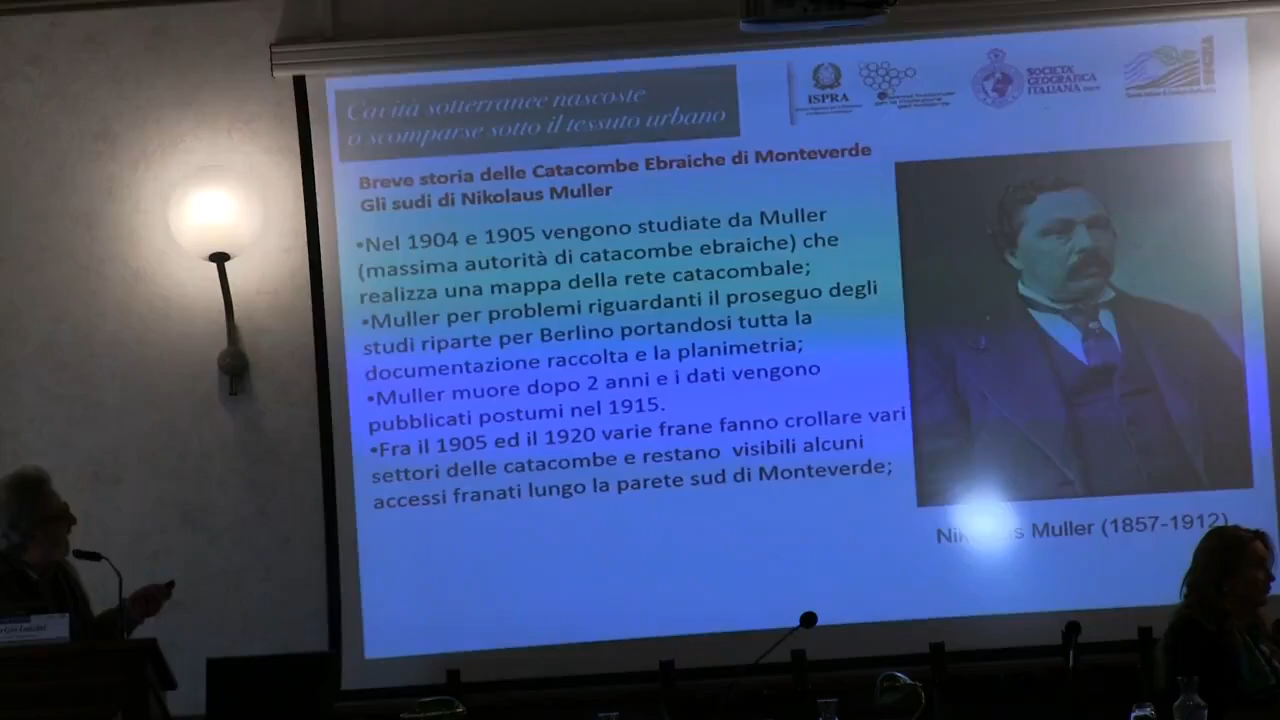 Cavità sotterranee nascoste
o scomparse sotto il tessuto urbano
ISPRA
SOCIETÀ
GEOGRAFICA
ITALIANA
Breve storia delle Catacombe Ebraiche di Monteverde
Gli sudi di Nikolaus Muller
•Nel 1904 e 1905 vengono studiate da Muller
(massima autorità di catacombe ebraiche) che
realizza una mappa della rete catacombale;
•Muller per problemi riguardanti il proseguo degli
studi riparte per Berlino portandosi tutta la
documentazione raccolta e la planimetria;
•Muller muore dopo 2 anni e i dati vengono
pubblicati postumi nel 1915.
•Fra il 1905 ed il 1920 varie frane fanno crollare vari
settori delle catacombe e restano visibili alcuni
accessi franati lungo la parete sud di Monteverde;
Muller (1857-1912)